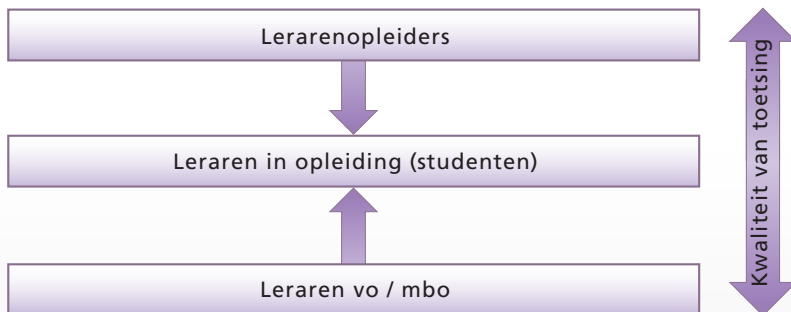 Lerarenopleiders
Leraren in opleiding (studenten)
Leraren vo / mbo
Kwaliteit van toetsing